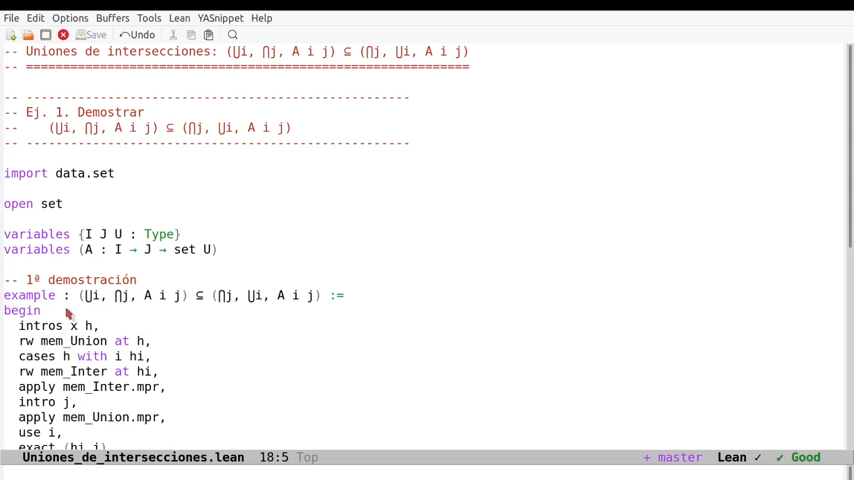 File Edit Options Buffers Tools Lean YASnippet Help
Save Undo
-- Uniones de intersecciones: (⋃i, ⋂j, A i j) ⊆ (⋂j, ⋃i, A i j)
-- ============================================================
-- ----------------------------------------------------
-- Ej. 1. Demostrar
--    (⋃i, ⋂j, A i j) ⊆ (⋂j, ⋃i, A i j)
-- ----------------------------------------------------
import data.set
open set
variables {I J U : Type}
variables (A : I → J → set U)
-- 1ª demostración
example : (⋃i, ⋂j, A i j) ⊆ (⋂j, ⋃i, A i j) :=
begin
  intros x h,
  rw mem_Union at h,
  cases h with i hi,
  rw mem_Inter at hi,
  apply mem_Inter.mpr,
  intro j,
  apply mem_Union.mpr,
  use i,
  exact (hi j)
Uniones_de_intersecciones.lean 18:5 Top + master Lean ✓ ✔ Good